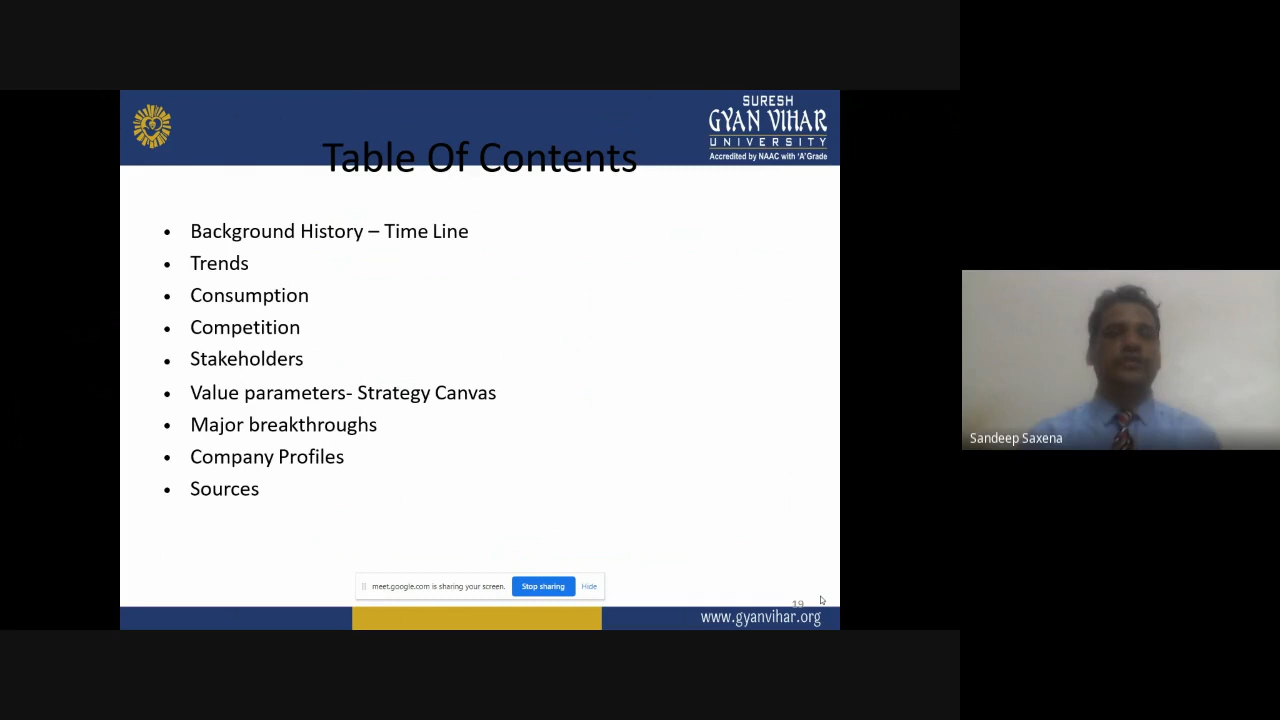 SURESH
GYAN VIHAR
UNIVERSITY
Accredited by NAAC with 'A' Grade
Table Of Contents
• Background History – Time Line
• Trends
• Consumption
• Competition
• Stakeholders
• Value parameters- Strategy Canvas
• Major breakthroughs
• Company Profiles
• Sources
Sandeep Saxena
meet.google.com is sharing your screen. Stop sharing Hide
19
www.gyanvihar.org